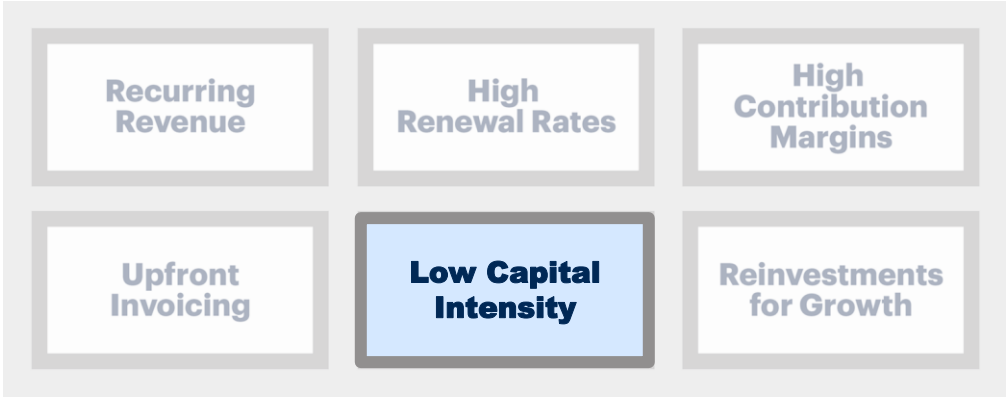 Recurring
Revenue
High
Renewal Rates
High
Contribution
Margins
Upfront
Invoicing
Low Capital
Intensity
Reinvestments
for Growth